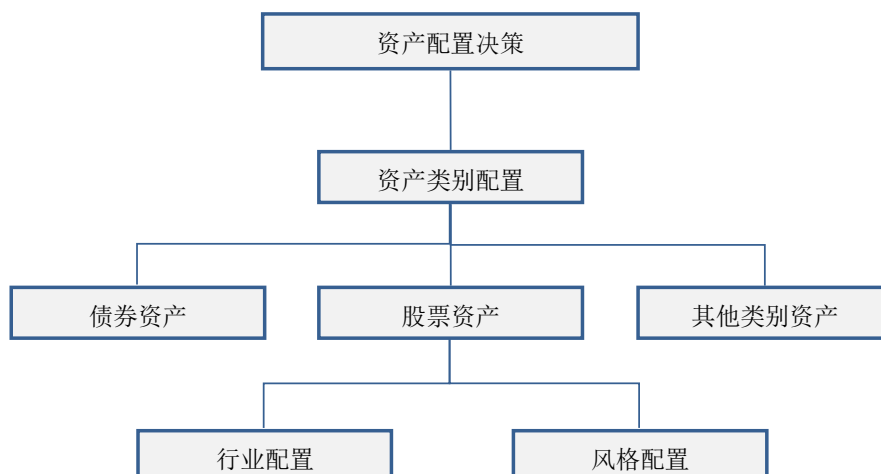 资产配置决策
资产类别配置
债券资产
股票资产
其他类别资产
行业配置
风格配置